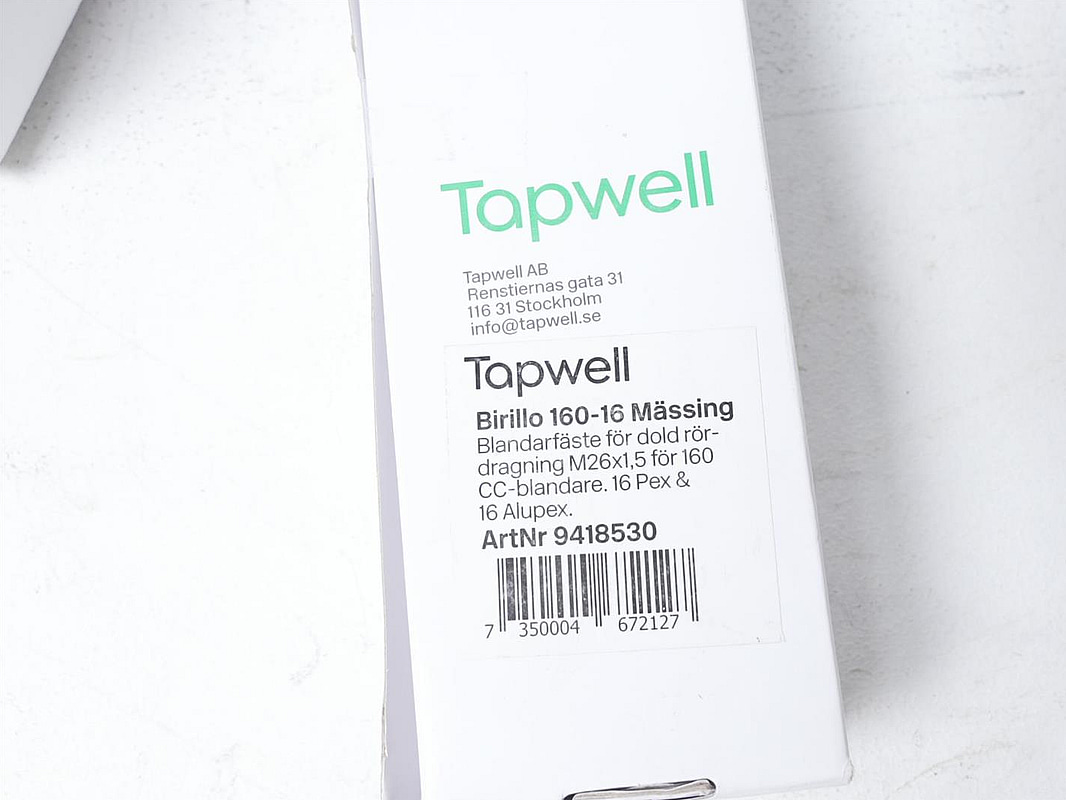 Tapwell
Tapwell AB
Renstiernas gata 31
116 31 Stockholm
info@tapwell.se
Tapwell
Birillo 160-16 Mässing
Blandarfäste för dold rör-
dragning M26x1,5 för 160
CC-blandare. 16 Pex &
16 Alupex.
ArtNr 9418530
7 350004 672127